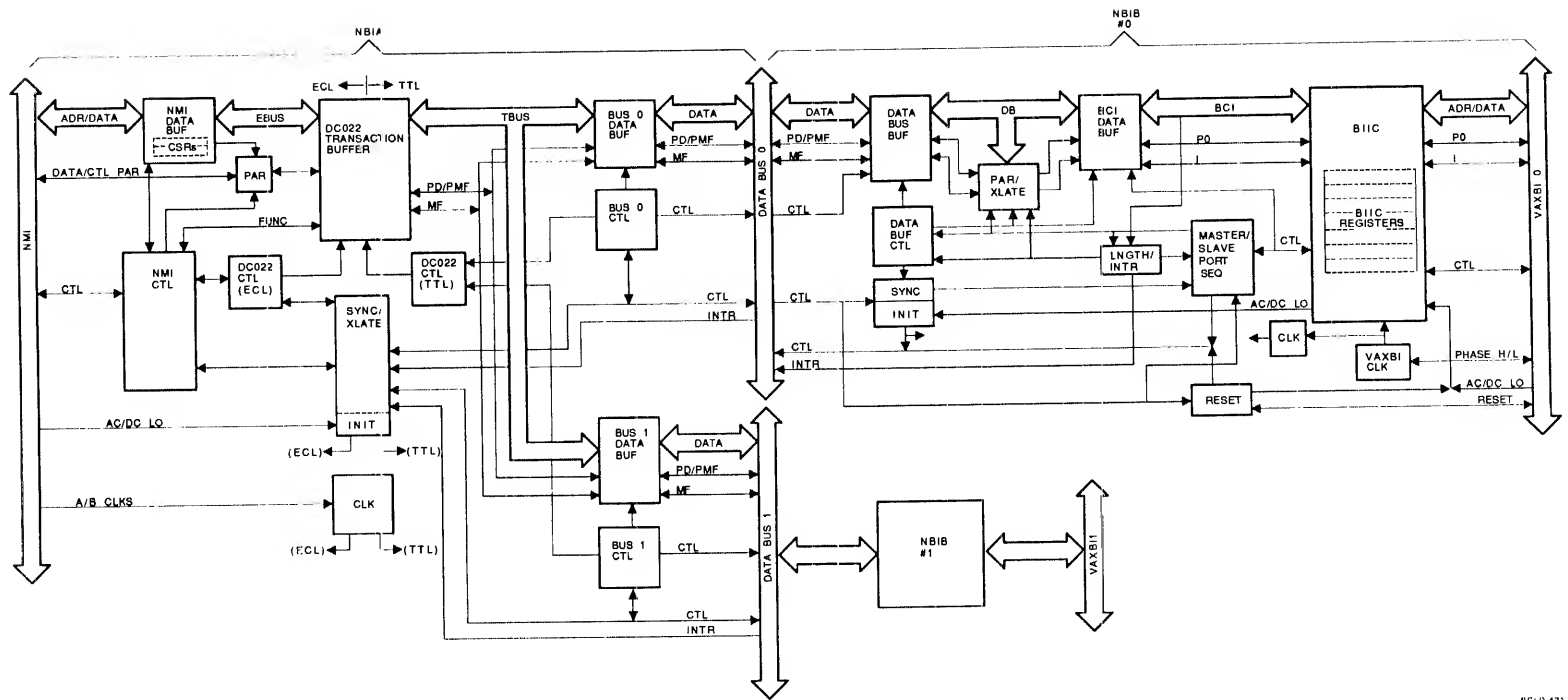 NBIA
NBIB
#0
ECL
TTL
NMI
ADR/DATA
NMI
DATA
BUF
CSRs
EBUS
DC022
TRANSACTION
BUFFER
TBUS
BUS 0
DATA
BUF
DATA
PD/PMF
MF
DATA BUS 0
DATA
PD/PMF
MF
DATA
BUS
BUF
DB
BCI
DATA
BUF
BCI
P0
I
BIIC
BIIC
REGISTERS
ADR/DATA
P0
I
VAXBI 0
DATA/CTL PAR
PAR
FUNC
PD/PMF
MF
BUS 0
CTL
CTL
CTL
DATA
BUF
CTL
PAR/
XLATE
LNGTH/
INTR
MASTER/
SLAVE
PORT
SEQ
CTL
CTL
CTL
NMI
CTL
DC022
CTL
(ECL)
DC022
CTL
(TTL)
SYNC/
XLATE
INIT
CTL
INTR
CTL
SYNC
INIT
AC/DC LO
CTL
INTR
CLK
VAXBI
CLK
PHASE H/L
AC/DC LO
RESET
RESET
AC/DC LO
(ECL)
(TTL)
BUS 1
DATA
BUF
DATA
PD/PMF
MF
A/B CLKS
CLK
(ECL)
(TTL)
BUS 1
CTL
CTL
CTL
INTR
DATA BUS 1
NBIB
#1
VAXBI1